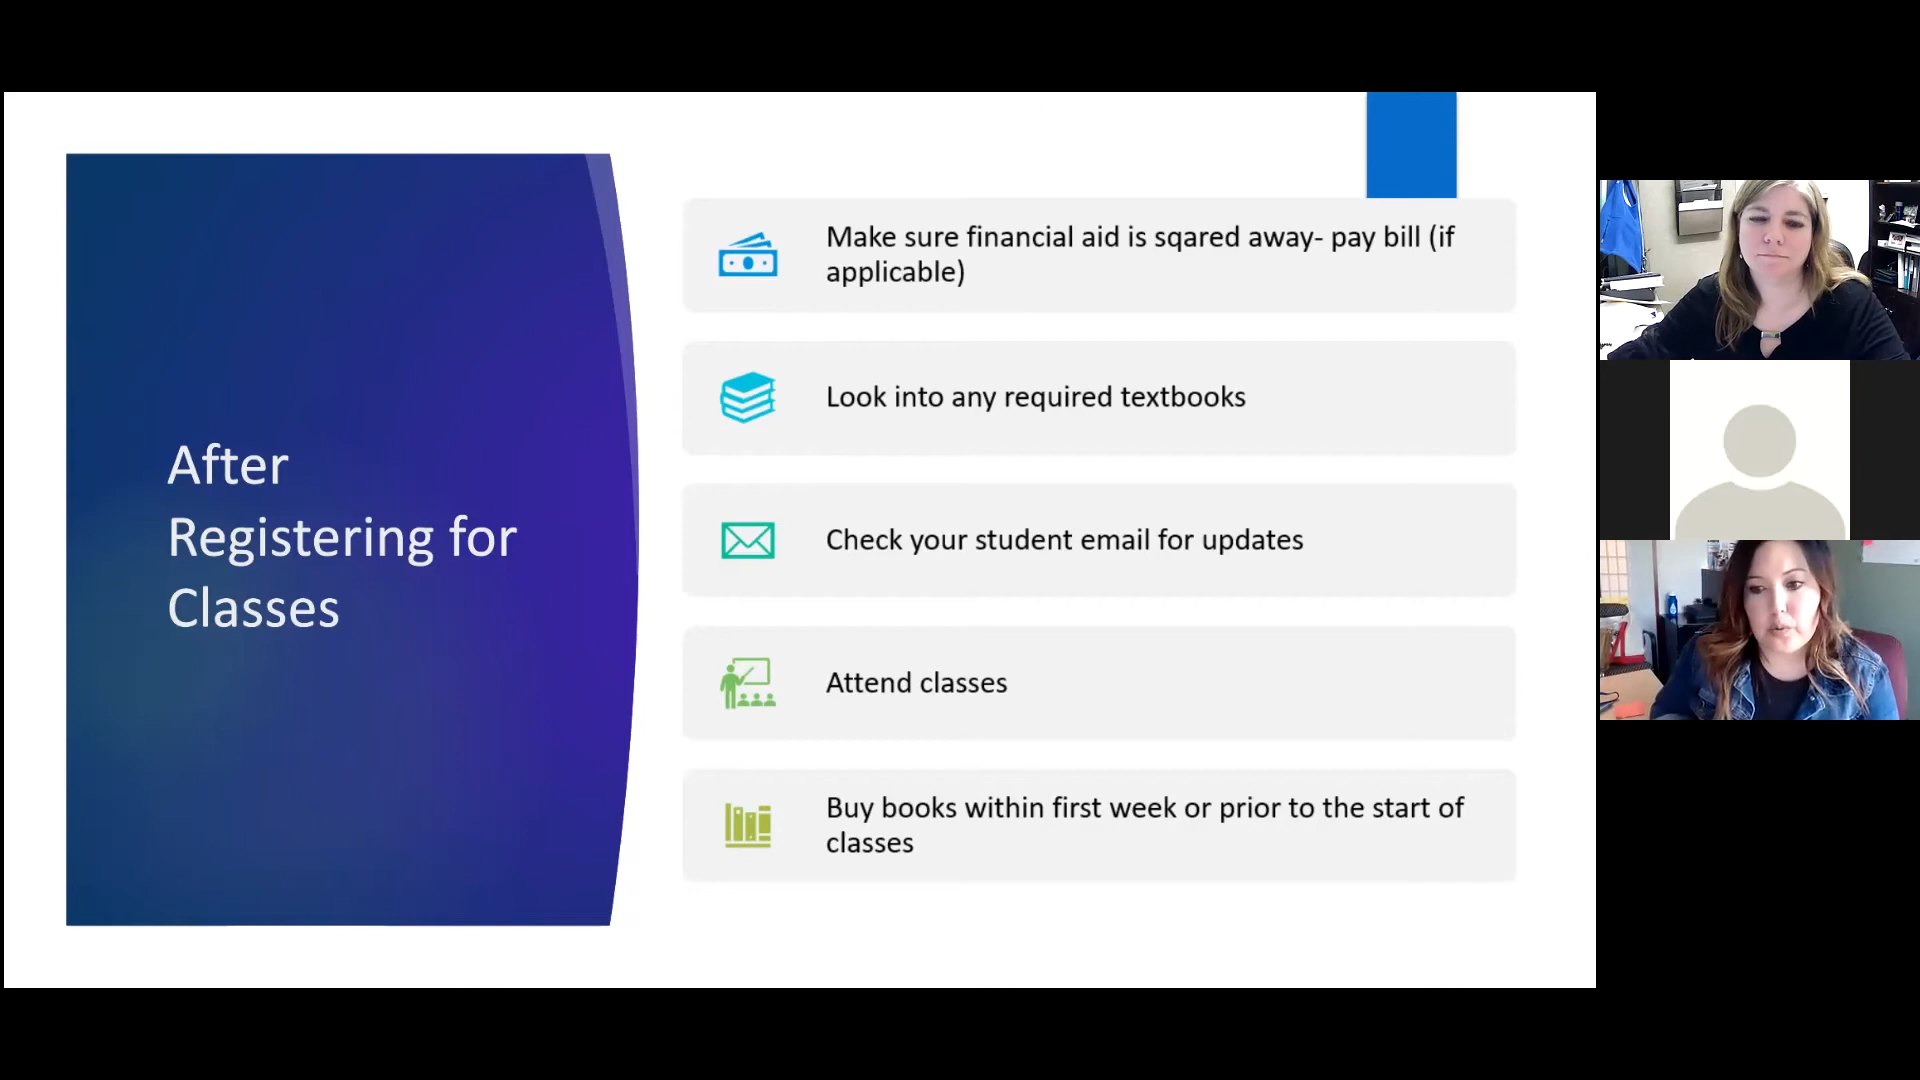 After
Registering for
Classes
Make sure financial aid is sqared away- pay bill (if
applicable)
Look into any required textbooks
Check your student email for updates
Attend classes
Buy books within first week or prior to the start of
classes